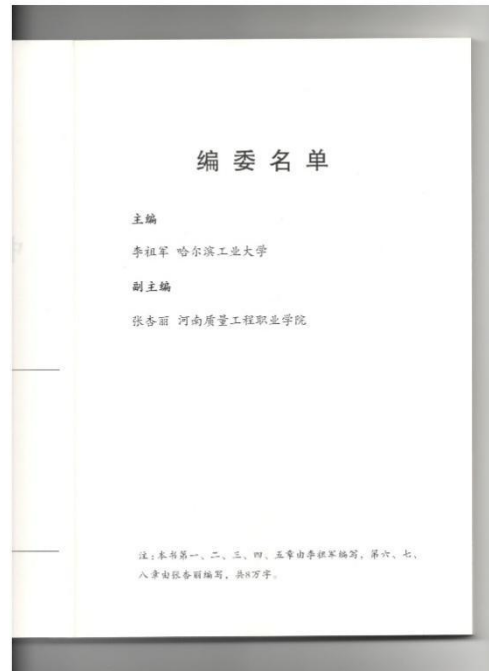 编委名单
主编
李祖军 哈尔滨工业大学
副主编
张杏丽 河南质量工程职业学院
注：本书第一、二、三、四、五章由李祖军编写，第六、七、
八章由张杏丽编写，共8万字。